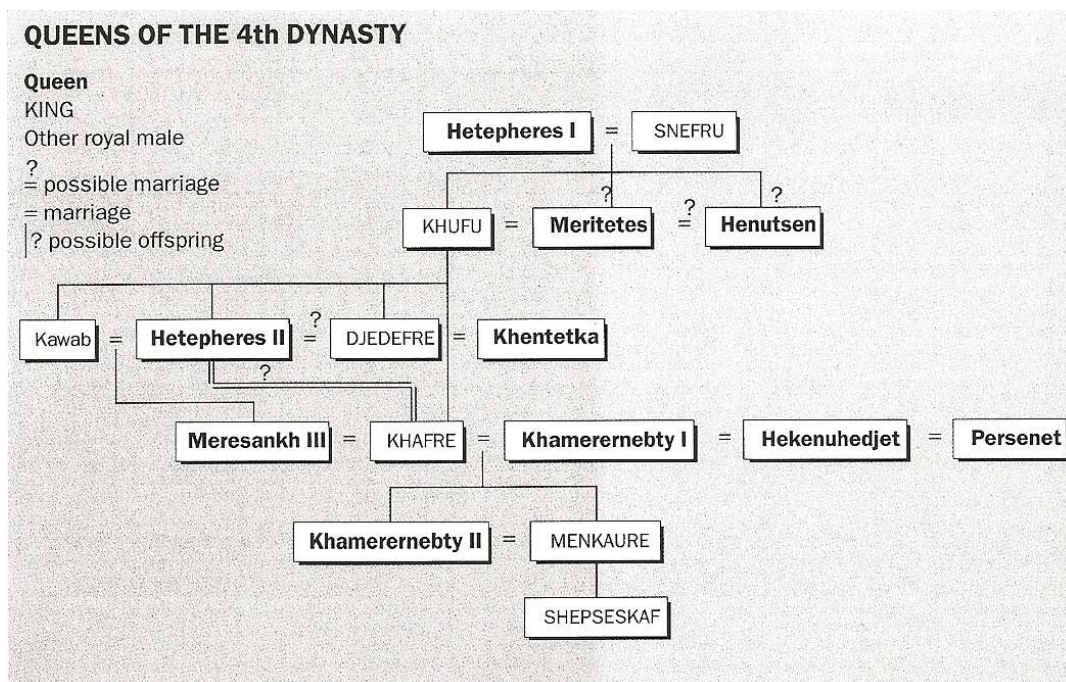 QUEENS OF THE 4th DYNASTY
Queen
KING
Other royal male
?
= possible marriage
= marriage
|? possible offspring
Hetepheres I = SNEFRU
? ? ?
KHUFU = Meritetes = Henutsen
?
Kawab = Hetepheres II = DJEDEFRE = Khentetka
?
Meresankh III = KHAFRE = Khamerernebty I = Hekenuhedjet = Persenet
Khamerernebty II = MENKAURE
SHEPSESKAF